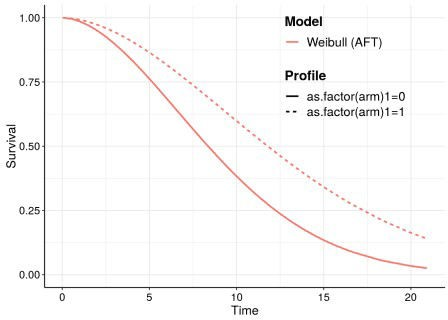 1.00
0.75
0.50
0.25
0.00
Survival
0
5
10
15
20
Time
Model
Weibull (AFT)
Profile
as.factor(arm)1=0
as.factor(arm)1=1